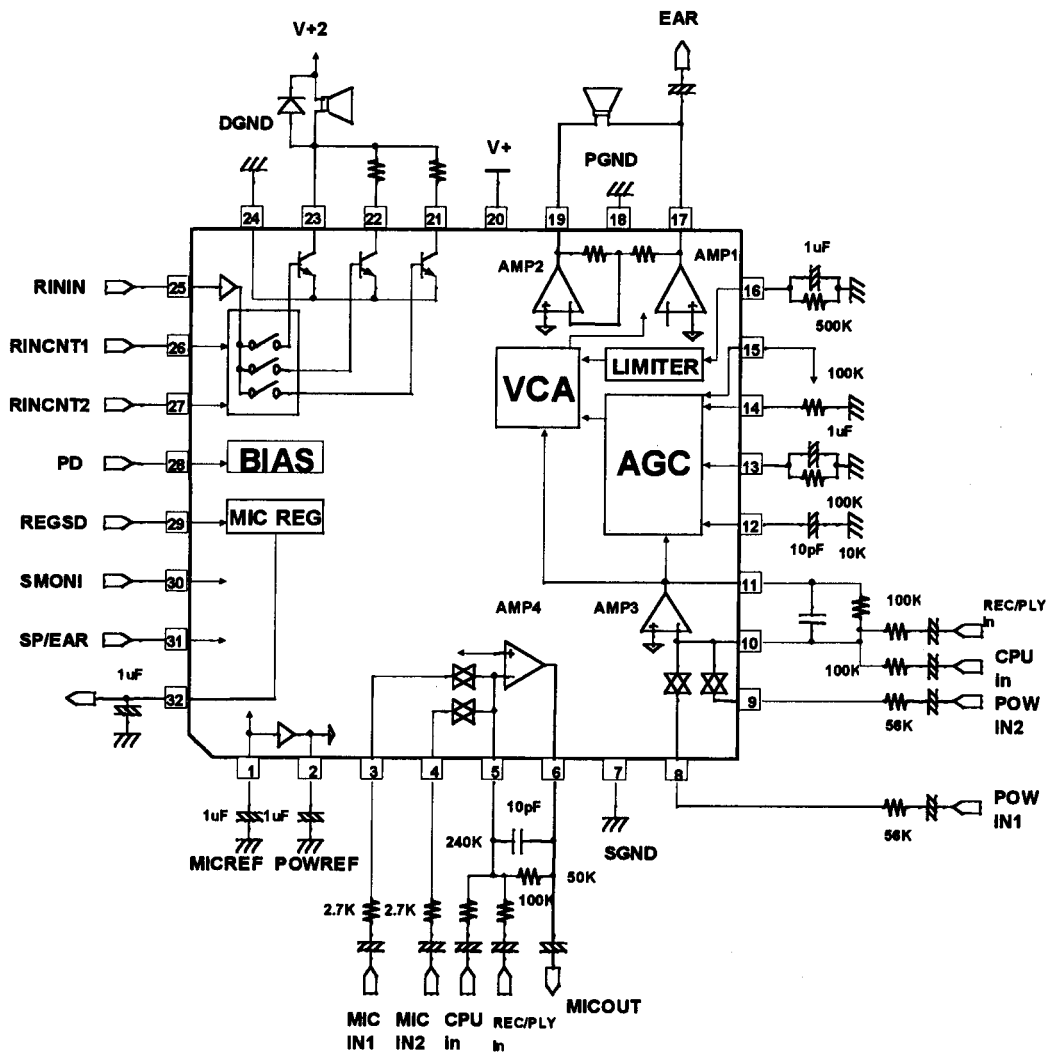 EAR
V+2
DGND
V+
PGND
24
23
22
21
20
19
18
17
AMP2
AMP1
1uF
RININ
25
16
500K
RINCNT1
26
LIMITER
15
VCA
100K
RINCNT2
27
14
1uF
AGC
PD
28
BIAS
13
100K
REGSD
29
MIC REG
12
10pF
10K
SMONI
30
11
AMP4
AMP3
100K
REC/PLY
in
SP/EAR
31
10
100K
CPU
in
1uF
32
9
56K
POW
IN2
1
2
3
4
5
6
7
8
1uF
1uF
10pF
POW
IN1
56K
MICREF
POWREF
240K
SGND
50K
100K
2.7K
2.7K
MICOUT
MIC
IN1
MIC
IN2
CPU
in
REC/PLY
in